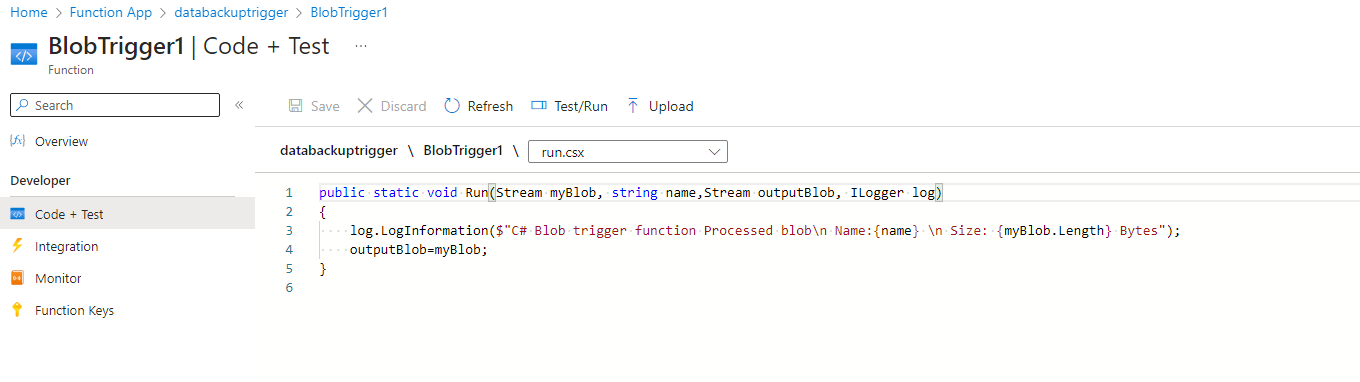 Home > Function App > databackuptrigger > BlobTrigger1
BlobTrigger1 | Code + Test ...
Function
Search «
Save Discard Refresh Test/Run Upload
Overview
databackuptrigger \ BlobTrigger1 \ run.csx
Developer
Code + Test
Integration
Monitor
Function Keys
1 public static void Run(Stream myBlob, string name,Stream outputBlob, ILogger log)
2 {
3 log.LogInformation($"C# Blob trigger function Processed blob\n Name:{name} \n Size: {myBlob.Length} Bytes");
4 outputBlob=myBlob;
5 }
6